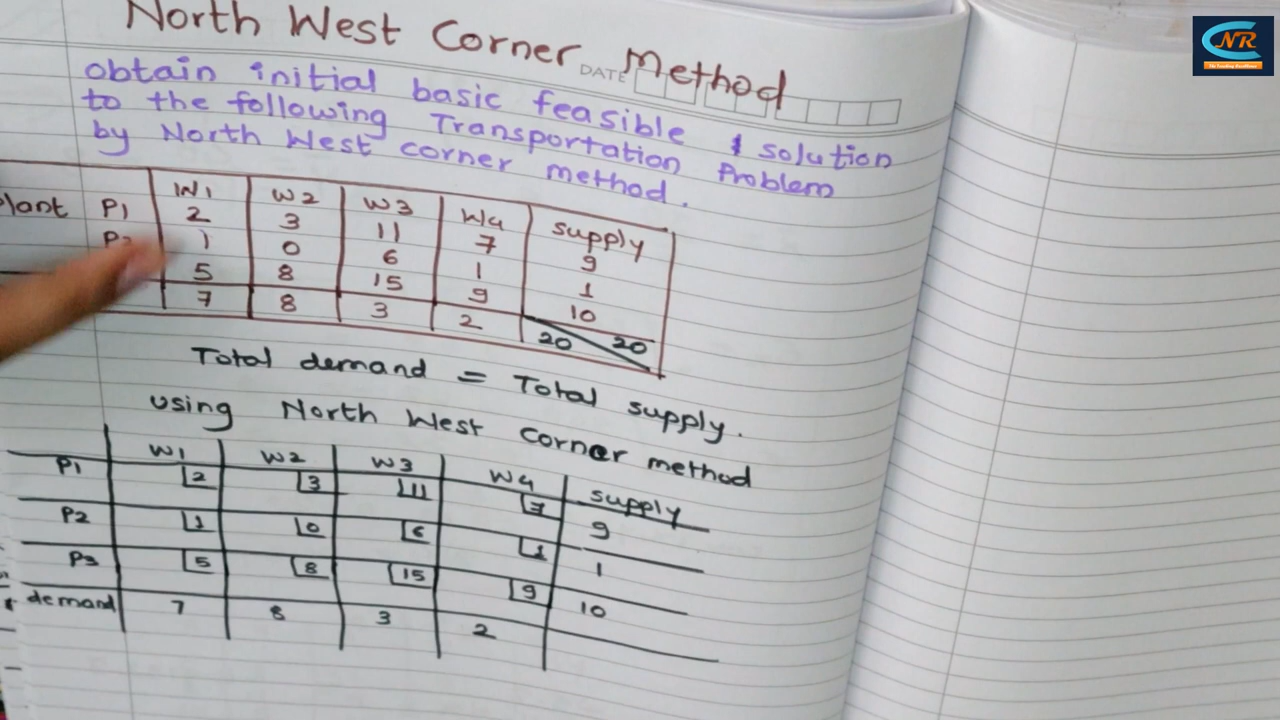 North West Corner Method
DATE
obtain initial basic feasible solution
to the following Transportation Problem
by North West corner method.
W1 W2 W3 W4 supply
Plant P1 2 3 11 7 9
P2 1 0 6 1 1
5 8 15 9 10
7 8 3 2 20 20
Total demand = Total supply.
using North West corner method
W1 W2 W3 W4 supply
P1 2 3 11 7 9
P2 1 0 6 1 1
P3 5 8 15 9 10
demand 7 8 3 2
NR